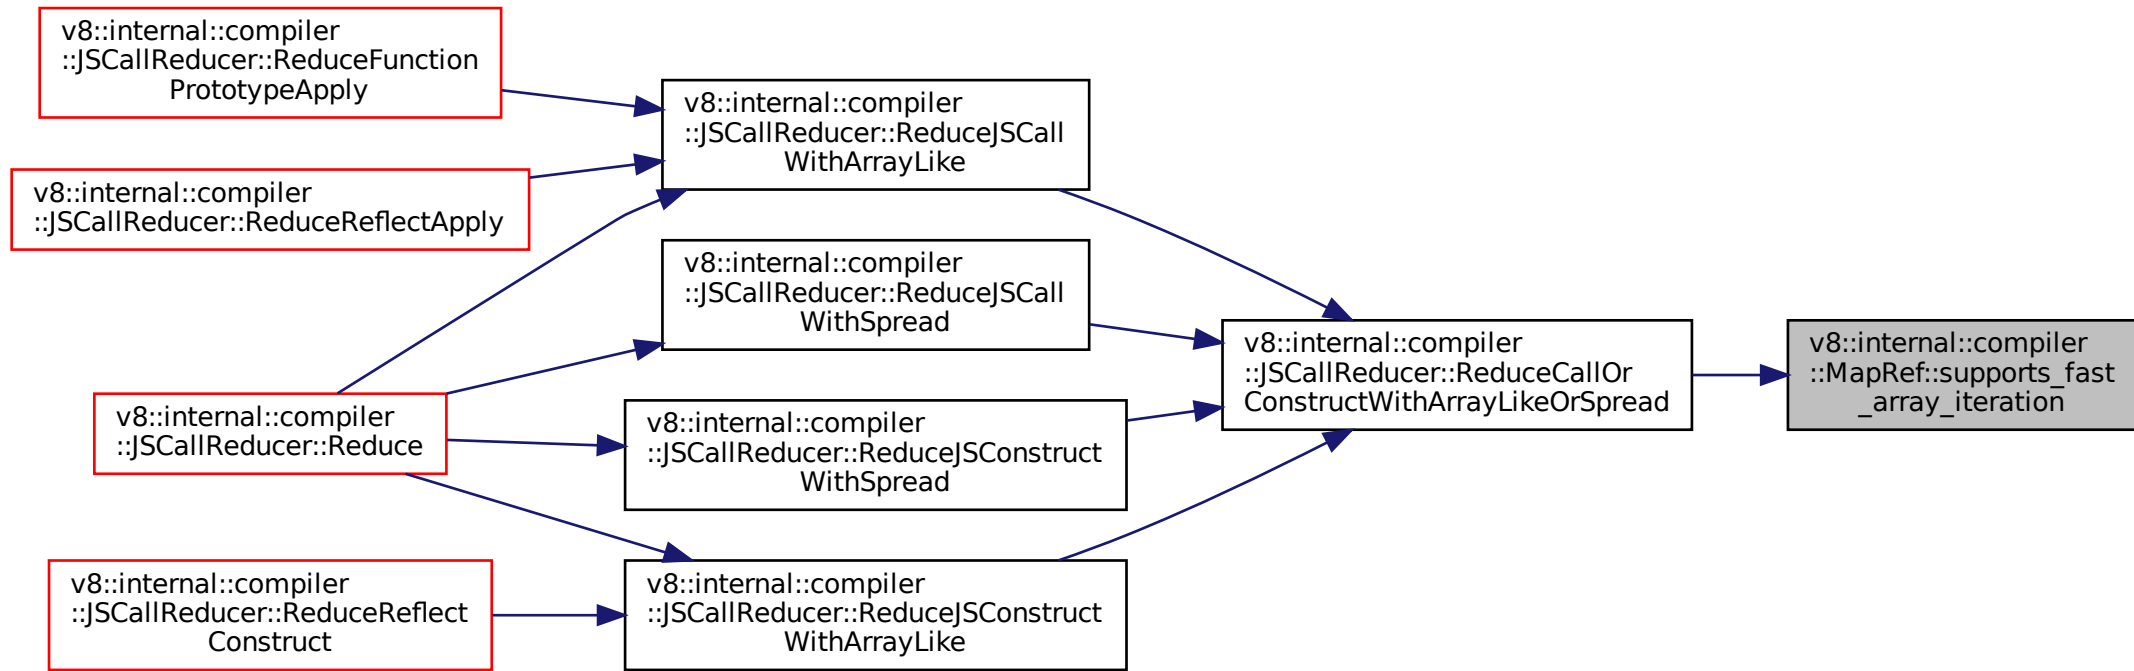 v8::internal::compiler
::JSCallReducer::ReduceFunction
PrototypeApply
v8::internal::compiler
::JSCallReducer::ReduceReflectApply
v8::internal::compiler
::JSCallReducer::Reduce
v8::internal::compiler
::JSCallReducer::ReduceReflect
Construct
v8::internal::compiler
::JSCallReducer::ReduceJSCall
WithArrayLike
v8::internal::compiler
::JSCallReducer::ReduceJSCall
WithSpread
v8::internal::compiler
::JSCallReducer::ReduceJSConstruct
WithSpread
v8::internal::compiler
::JSCallReducer::ReduceJSConstruct
WithArrayLike
v8::internal::compiler
::JSCallReducer::ReduceCallOr
ConstructWithArrayLikeOrSpread
v8::internal::compiler
::MapRef::supports_fast
_array_iteration